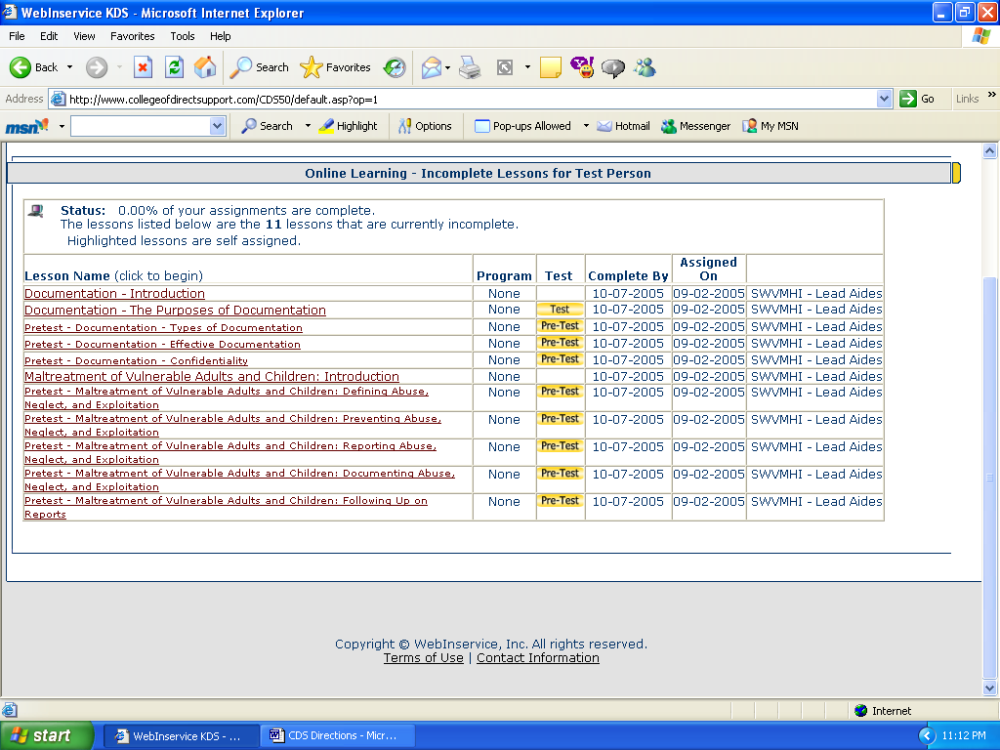 WebInservice KDS - Microsoft Internet Explorer
File Edit View Favorites Tools Help
Back Search Favorites
Address http://www.collegeofdirectsupport.com/CDS50/default.asp?op=1 Go Links »
msn Search Highlight Options Pop-ups Allowed Hotmail Messenger My MSN
Online Learning - Incomplete Lessons for Test Person
Status: 0.00% of your assignments are complete.
The lessons listed below are the 11 lessons that are currently incomplete.
Highlighted lessons are self assigned.
Lesson Name (click to begin) Program Test Complete By Assigned On
Documentation - Introduction None 10-07-2005 09-02-2005 SWVMHI - Lead Aides
Documentation - The Purposes of Documentation None Test 10-07-2005 09-02-2005 SWVMHI - Lead Aides
Pretest - Documentation - Types of Documentation None Pre-Test 10-07-2005 09-02-2005 SWVMHI - Lead Aides
Pretest - Documentation - Effective Documentation None Pre-Test 10-07-2005 09-02-2005 SWVMHI - Lead Aides
Pretest - Documentation - Confidentiality None Pre-Test 10-07-2005 09-02-2005 SWVMHI - Lead Aides
Maltreatment of Vulnerable Adults and Children: Introduction None 10-07-2005 09-02-2005 SWVMHI - Lead Aides
Pretest - Maltreatment of Vulnerable Adults and Children: Defining Abuse, None Pre-Test 10-07-2005 09-02-2005 SWVMHI - Lead Aides
Neglect, and Exploitation
Pretest - Maltreatment of Vulnerable Adults and Children: Preventing Abuse, None Pre-Test 10-07-2005 09-02-2005 SWVMHI - Lead Aides
Neglect, and Exploitation
Pretest - Maltreatment of Vulnerable Adults and Children: Reporting Abuse, None Pre-Test 10-07-2005 09-02-2005 SWVMHI - Lead Aides
Neglect, and Exploitation
Pretest - Maltreatment of Vulnerable Adults and Children: Documenting Abuse, None Pre-Test 10-07-2005 09-02-2005 SWVMHI - Lead Aides
Neglect, and Exploitation
Pretest - Maltreatment of Vulnerable Adults and Children: Following Up on None Pre-Test 10-07-2005 09-02-2005 SWVMHI - Lead Aides
Reports
Copyright © WebInservice, Inc. All rights reserved.
Terms of Use | Contact Information
Internet
start WebInservice KDS - ... CDS Directions - Micr... 11:12 PM